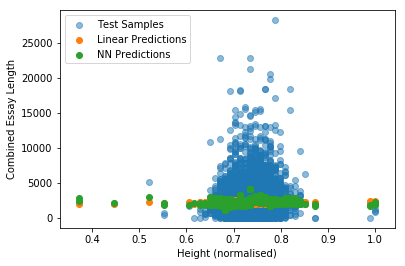 Test Samples
Linear Predictions
NN Predictions
25000
20000
15000
10000
5000
0
Combined Essay Length
0.4 0.5 0.6 0.7 0.8 0.9 1.0
Height (normalised)